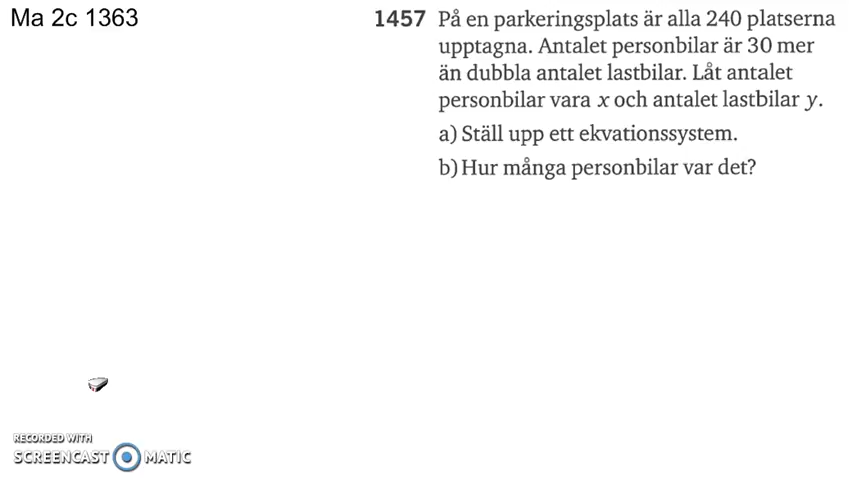 Ma 2c 1363
1457 På en parkeringsplats är alla 240 platserna
upptagna. Antalet personbilar är 30 mer
än dubbla antalet lastbilar. Låt antalet
personbilar vara x och antalet lastbilar y.
a) Ställ upp ett ekvationssystem.
b) Hur många personbilar var det?
RECORDED WITH
SCREENCAST MATIC